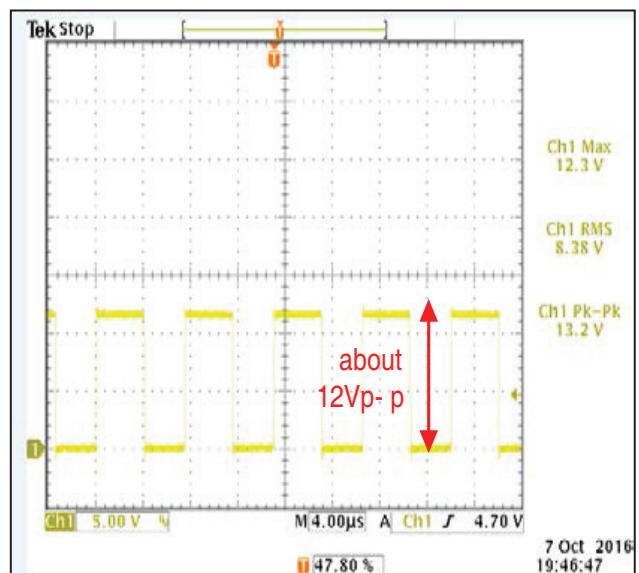 Tek Stop
T
T
Ch1 Max
12.3 V
Ch1 RMS
8.38 V
Ch1 Pk-Pk
13.2 V
about
12Vp- p
1
Ch1 5.00 V M 4.00µs A Ch1 4.70 V
7 Oct 2016
T 47.80 % 19:46:47